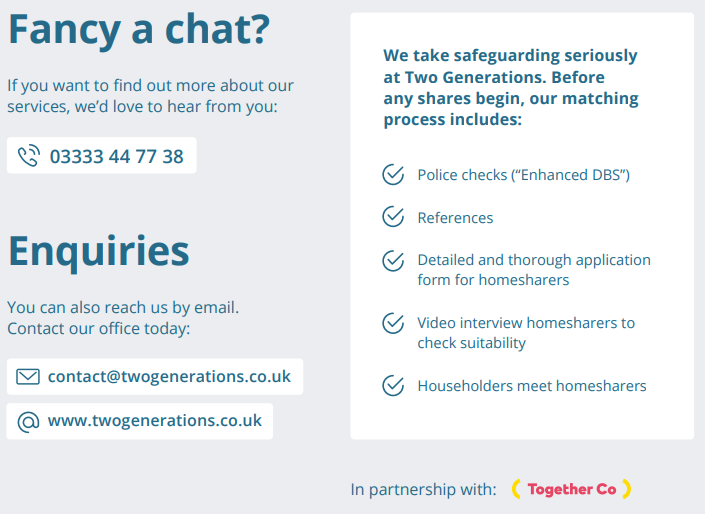 Fancy a chat?
If you want to find out more about our
services, we’d love to hear from you:
03333 44 77 38
Enquiries
You can also reach us by email.
Contact our office today:
contact@twogenerations.co.uk
www.twogenerations.co.uk
We take safeguarding seriously
at Two Generations. Before
any shares begin, our matching
process includes:
Police checks (“Enhanced DBS”)
References
Detailed and thorough application
form for homesharers
Video interview homesharers to
check suitability
Householders meet homesharers
In partnership with: ( Together Co )